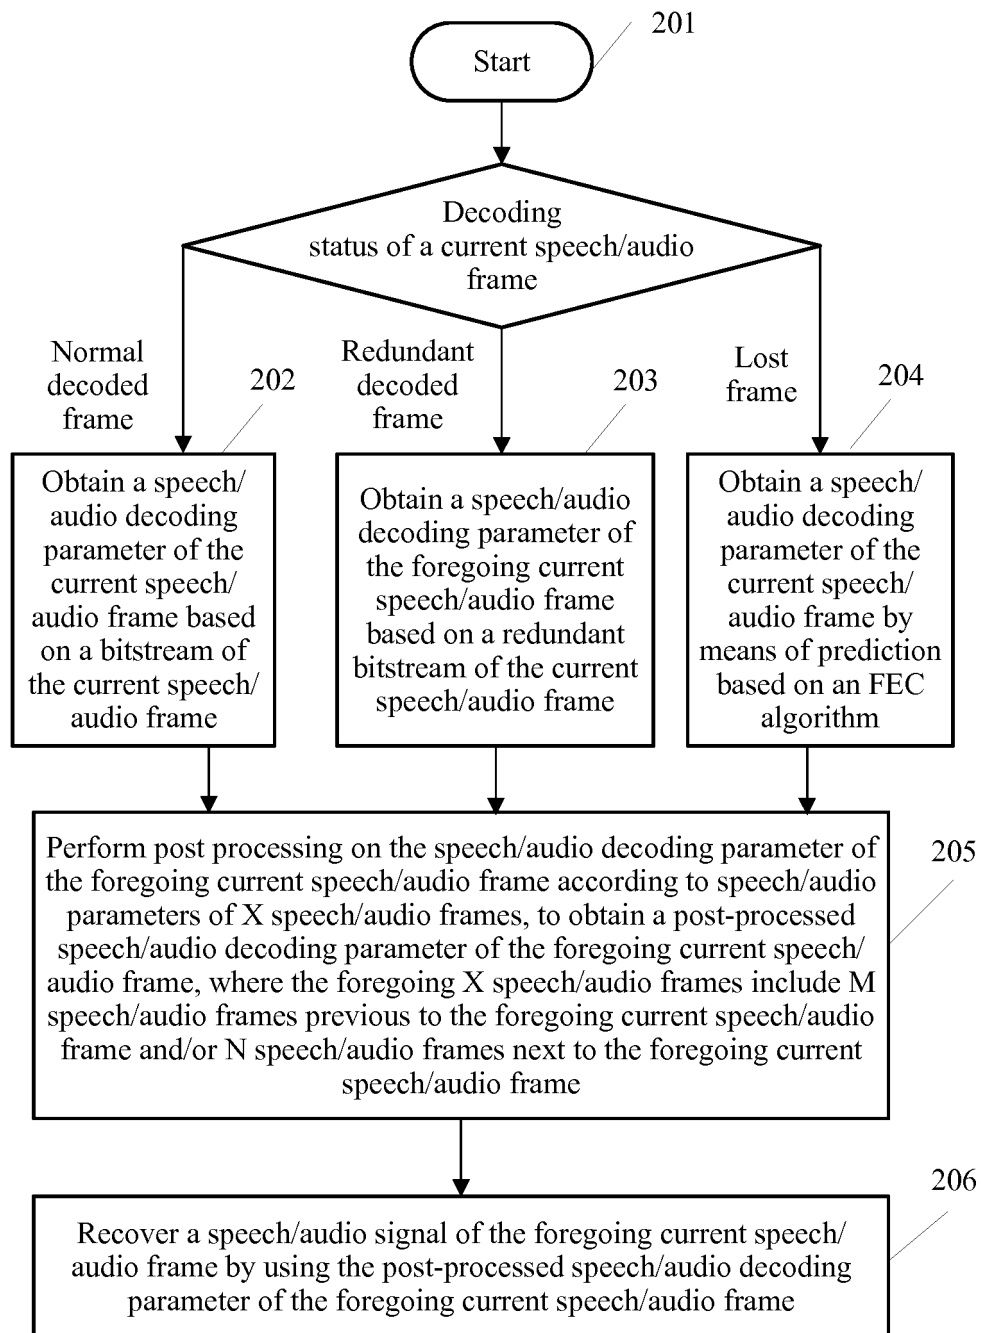 201
Start
Decoding
status of a current speech/audio
frame
Normal
decoded
frame
202
Redundant
decoded
frame
203
Lost
frame
204
Obtain a speech/
audio decoding
parameter of the
current speech/
audio frame based
on a bitstream of
the current speech/
audio frame
Obtain a speech/audio
decoding parameter of
the foregoing current
speech/audio frame
based on a redundant
bitstream of the current
speech/audio frame
Obtain a speech/
audio decoding
parameter of the
current speech/
audio frame by
means of prediction
based on an FEC
algorithm
205
Perform post processing on the speech/audio decoding parameter of
the foregoing current speech/audio frame according to speech/audio
parameters of X speech/audio frames, to obtain a post-processed
speech/audio decoding parameter of the foregoing current speech/
audio frame, where the foregoing X speech/audio frames include M
speech/audio frames previous to the foregoing current speech/audio
frame and/or N speech/audio frames next to the foregoing current
speech/audio frame
206
Recover a speech/audio signal of the foregoing current speech/
audio frame by using the post-processed speech/audio decoding
parameter of the foregoing current speech/audio frame